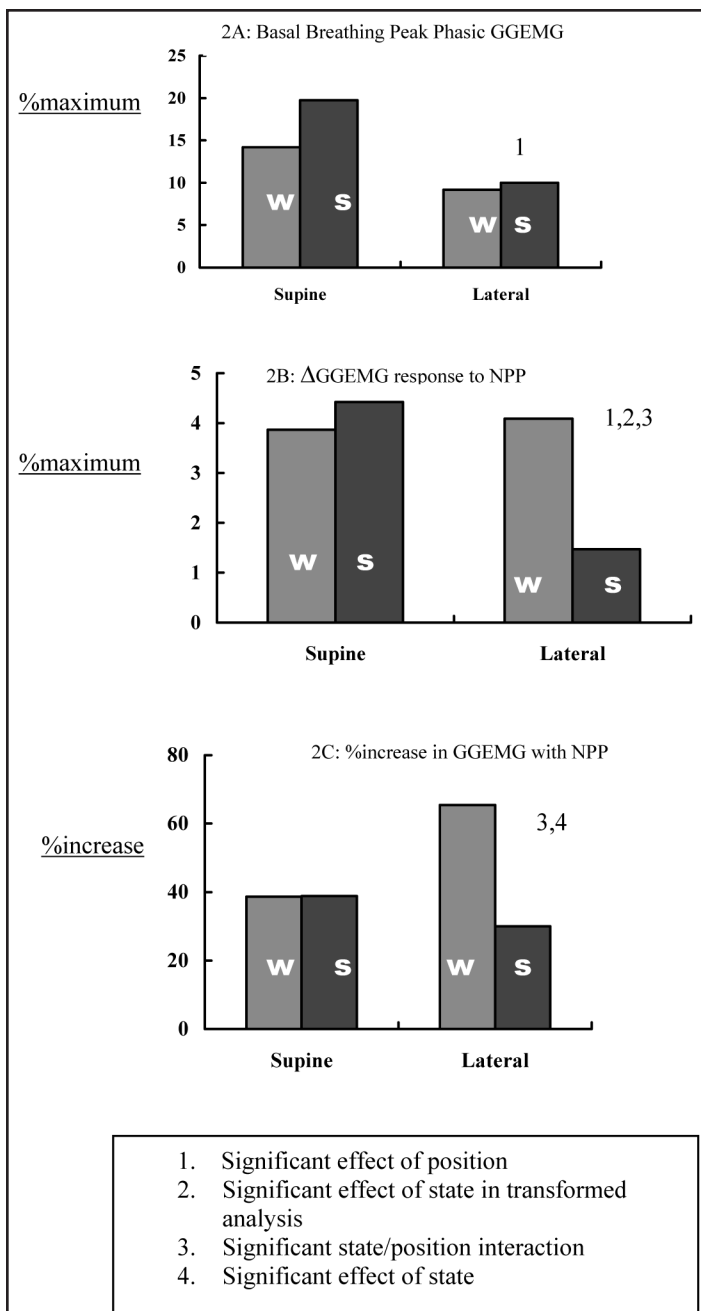 2A: Basal Breathing Peak Phasic GGEMG
%maximum
25
20
15
10
5
0
1
w s
w s
Supine Lateral
2B: ΔGGEMG response to NPP
%maximum
5
4
3
2
1
0
1,2,3
w s
w s
Supine Lateral
2C: %increase in GGEMG with NPP
%increase
80
60
40
20
0
3,4
w s
w s
Supine Lateral
1. Significant effect of position
2. Significant effect of state in transformed
analysis
3. Significant state/position interaction
4. Significant effect of state